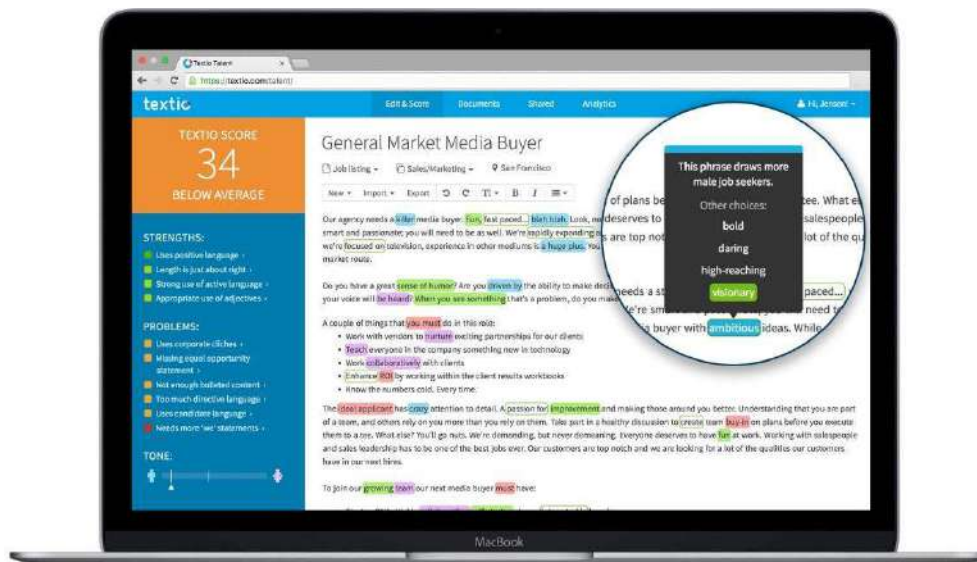 Textio Talent
https://textio.com/talent/
textio
Edit & Score
Documents
Shared
Analytics
Hi, Jensen!
TEXTIO SCORE
34
BELOW AVERAGE
STRENGTHS:
Uses positive language ›
Length is just about right ›
Strong use of active language ›
Appropriate use of adjectives ›
PROBLEMS:
Uses corporate cliches ›
Missing equal opportunity
statement ›
Not enough bulleted content ›
Too much directive language ›
Uses candidate language ›
Needs more 'we' statements ›
TONE:
General Market Media Buyer
Job listing
Sales/Marketing
San Francisco
New
Import
Export
B
I
Our agency needs a killer media buyer. Fun, fast paced... blah blah. Look,
smart and passionate; you will need to be as well. We're rapidly expanding
we're focused on television, experience in other mediums is a huge plus. You
market route.
Do you have a great sense of humor? Are you driven by the ability to make
your voice will be heard? When you see something that's a problem, do you
A couple of things that you must do in this role:
• Work with vendors to nurture exciting partnerships for our clients
• Teach everyone in the company something new in technology
• Work collaboratively with clients
• Enhance ROI by working within the client results workbooks
• Know the numbers cold. Every time.
The ideal applicant has crazy attention to detail. A passion for improvement and making those around you better. Understanding that you are part
of a team, and others rely on you more than you rely on them. Take part in a healthy discussion to create team buy-in on plans before you execute
them to a tee. What else? You'll go nuts. We're demanding, but never demeaning. Everyone deserves to have fun at work. Working with salespeople
and sales leadership has to be one of the best jobs ever. Our customers are top notch and we are looking for a lot of the qualities our customers
have in our next hires.
To join our growing team our next media buyer must have:
This phrase draws more
male job seekers.
Other choices:
bold
daring
high-reaching
visionary
of plans
tee. What
deserves to
salespeople
are top
lot of the
needs a
paced...
We're
need to
buyer with ambitious ideas. While
MacBook